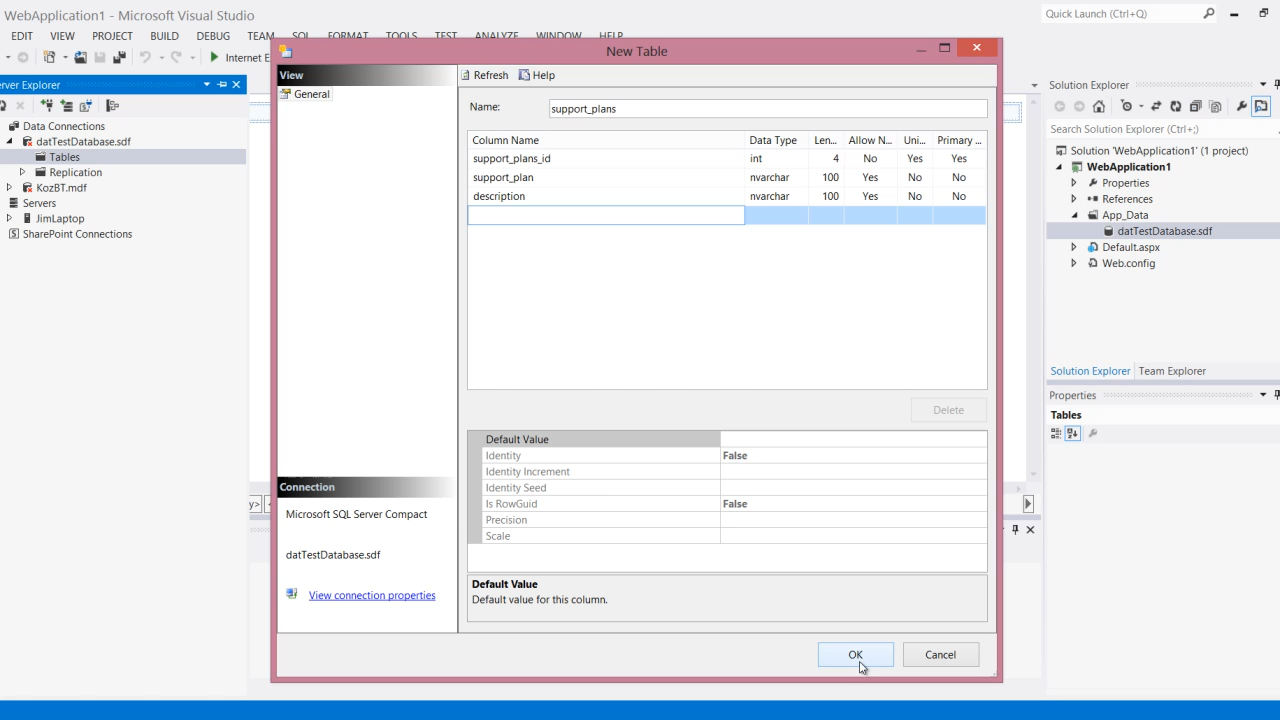 WebApplication1 - Microsoft Visual Studio
Quick Launch (Ctrl+Q)
EDIT VIEW PROJECT BUILD DEBUG TEAM SQL FORMAT TOOLS TEST ANALYZE WINDOW HELP
Internet E
New Table
erver Explorer
Data Connections
datTestDatabase.sdf
Tables
Replication
KozBT.mdf
Servers
JimLaptop
SharePoint Connections
View
General
Connection
Microsoft SQL Server Compact
datTestDatabase.sdf
View connection properties
Refresh Help
Name: support_plans
Column Name Data Type Len... Allow N... Uni... Primary ...
support_plans_id int 4 No Yes Yes
support_plan nvarchar 100 Yes No No
description nvarchar 100 Yes No No
Delete
Default Value
Identity False
Identity Increment
Identity Seed
Is RowGuid False
Precision
Scale
Default Value
Default value for this column.
OK Cancel
Solution Explorer
Search Solution Explorer (Ctrl+;)
Solution 'WebApplication1' (1 project)
WebApplication1
Properties
References
App_Data
datTestDatabase.sdf
Default.aspx
Web.config
Solution Explorer Team Explorer
Properties
Tables